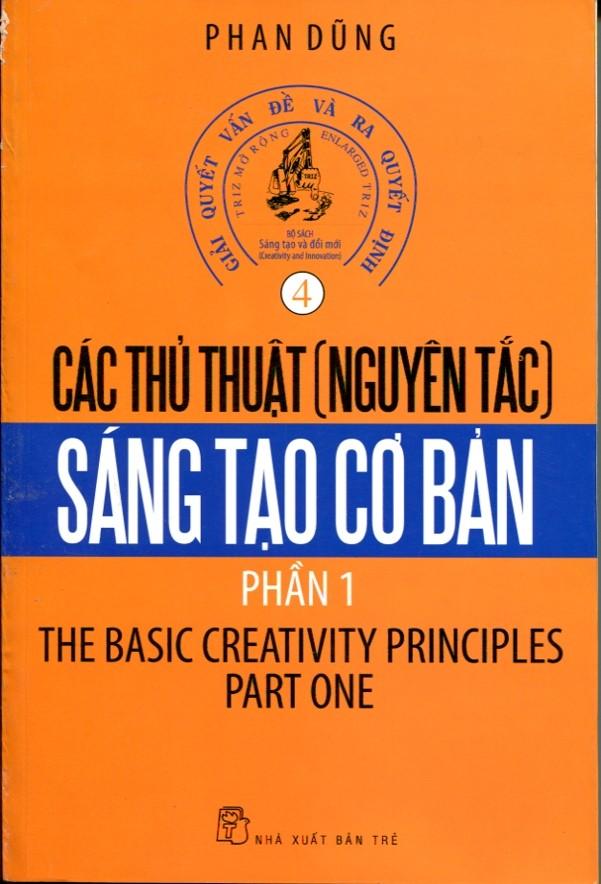 PHAN DŨNG
GIẢI QUYẾT VẤN ĐỀ VÀ RA QUYẾT ĐỊNH
TRIZ MỞ RỘNG
ENLARGED TRIZ
TRIZ
BỘ SÁCH
Sáng tạo và đổi mới
(Creativity and Innovation)
4
CÁC THỦ THUẬT (NGUYÊN TẮC)
SÁNG TẠO CƠ BẢN
PHẦN 1
THE BASIC CREATIVITY PRINCIPLES
PART ONE
NHÀ XUẤT BẢN TRẺ